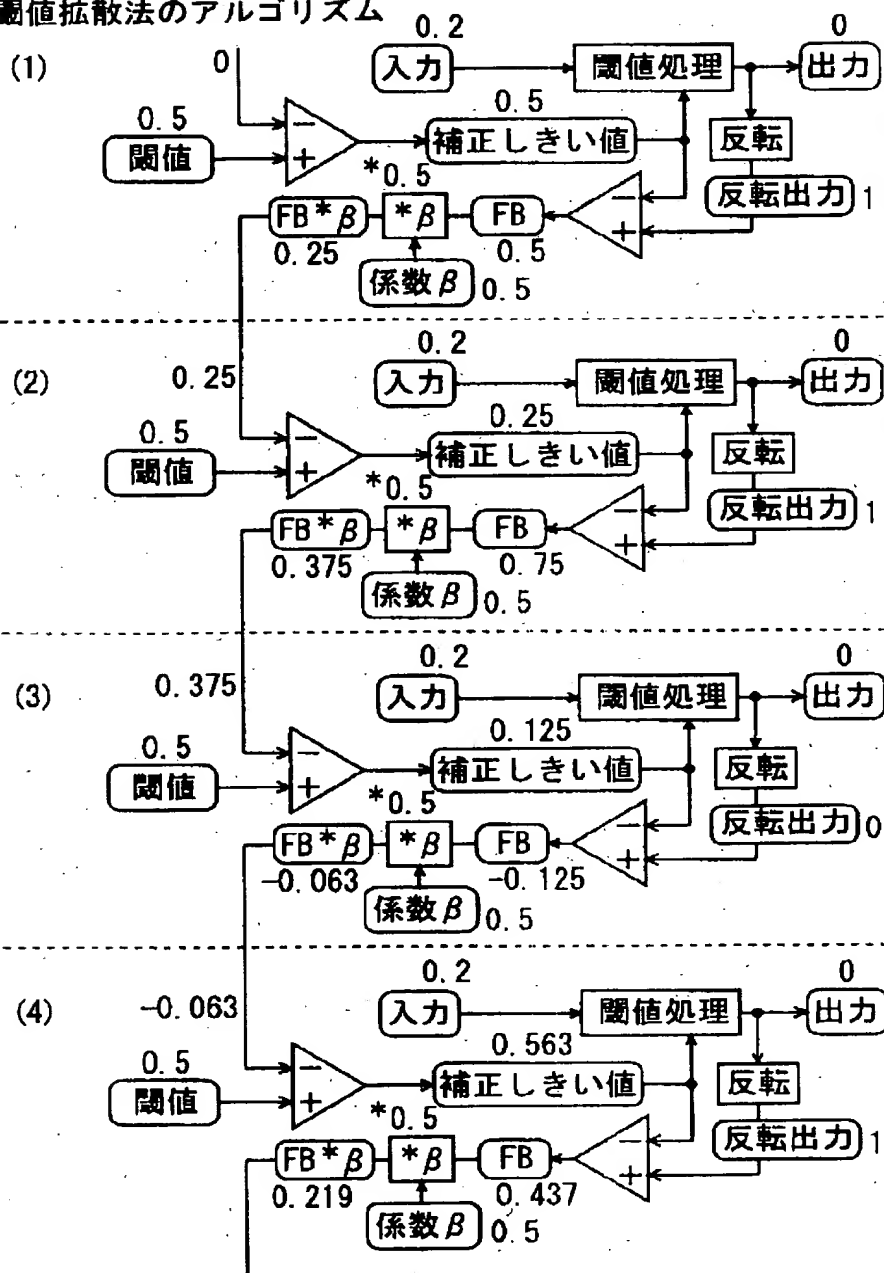 閾値拡散法のアルゴリズム
(1)
0
0.2
入力
閾値処理
0
出力
0.5
閾値
−
+
0.5
補正しきい値
反転
反転出力 1
*0.5
FB*β
*β
FB
−
+
0.25
0.5
係数β 0.5
(2)
0.25
0.2
入力
閾値処理
0
出力
0.5
閾値
−
+
0.25
補正しきい値
反転
反転出力 1
*0.5
FB*β
*β
FB
−
+
0.375
0.75
係数β 0.5
(3)
0.375
0.2
入力
閾値処理
0
出力
0.5
閾値
−
+
0.125
補正しきい値
反転
反転出力 0
*0.5
FB*β
*β
FB
−
+
-0.063
-0.125
係数β 0.5
(4)
-0.063
0.2
入力
閾値処理
0
出力
0.5
閾値
−
+
0.563
補正しきい値
反転
反転出力 1
*0.5
FB*β
*β
FB
−
+
0.219
0.437
係数β 0.5